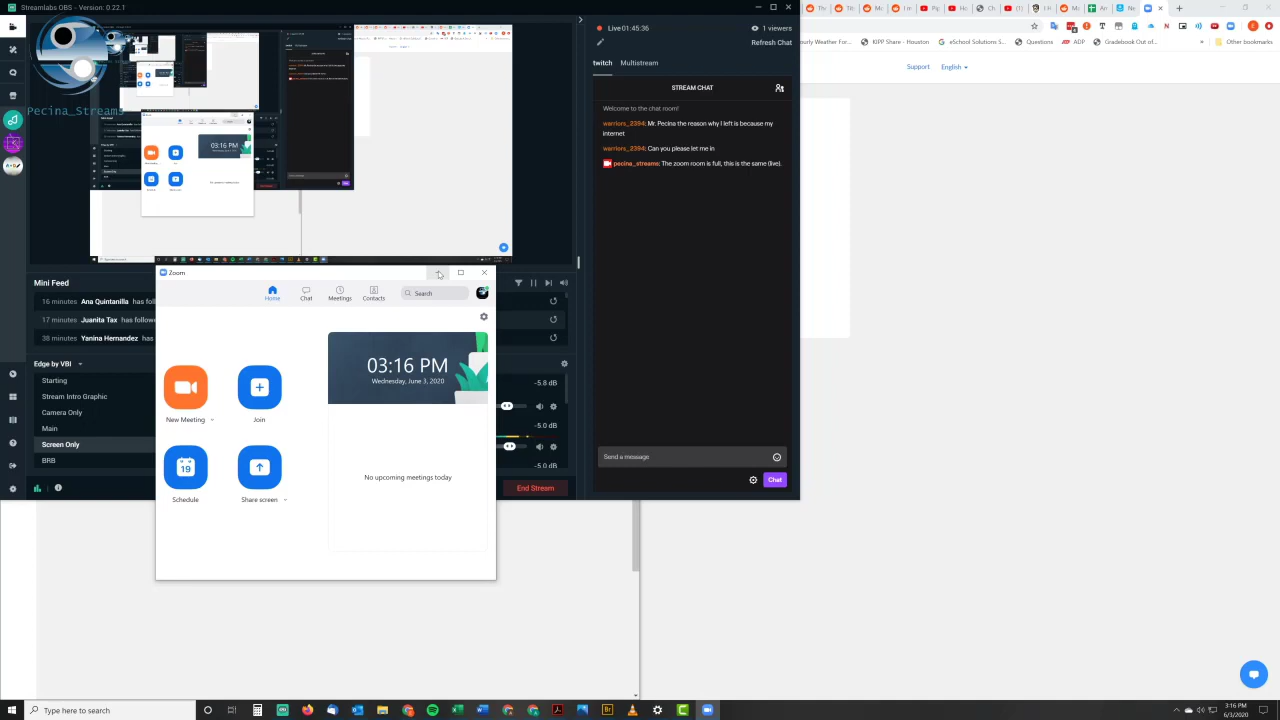 Streamlabs OBS - Version: 0.22.1
ourly Weather For...
KIPP Share - Houston
eSchool Solutions S...
Questions
ADP
Gradebook Out of...
Other bookmarks
Support
English
Live 01:45:36
1 viewers
Refresh Chat
twitch
Multistream
STREAM CHAT
Welcome to the chat room!
warriors_2394: Mr. Pecina the reason why I left is because my
internet
warriors_2394: Can you please let me in
pecina_streams: The zoom room is full, this is the same (live).
Send a message
Chat
Pecina_Streams
Mini Feed
16 minutes Ana Quintanilla has foll
17 minutes Juanita Tax has followe
38 minutes Yanina Hernandez has
Edge by VBI
Starting
Stream Intro Graphic
Camera Only
Main
Screen Only
BRB
-5.8 dB
-5.0 dB
-5.0 dB
End Stream
Zoom
Home
Chat
Meetings
Contacts
Search
03:16 PM
Wednesday, June 3, 2020
New Meeting
Join
19
Schedule
Share screen
No upcoming meetings today
Type here to search
3:16 PM
6/3/2020